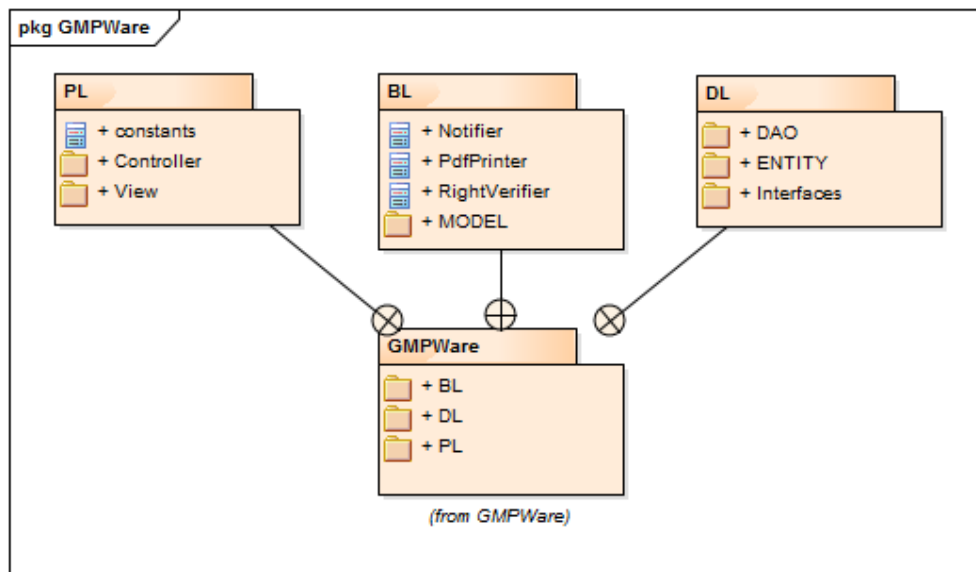 pkg GMPWare
PL
+ constants
+ Controller
+ View
BL
+ Notifier
+ PdfPrinter
+ RightVerifier
+ MODEL
DL
+ DAO
+ ENTITY
+ Interfaces
GMPWare
+ BL
+ DL
+ PL
(from GMPWare)